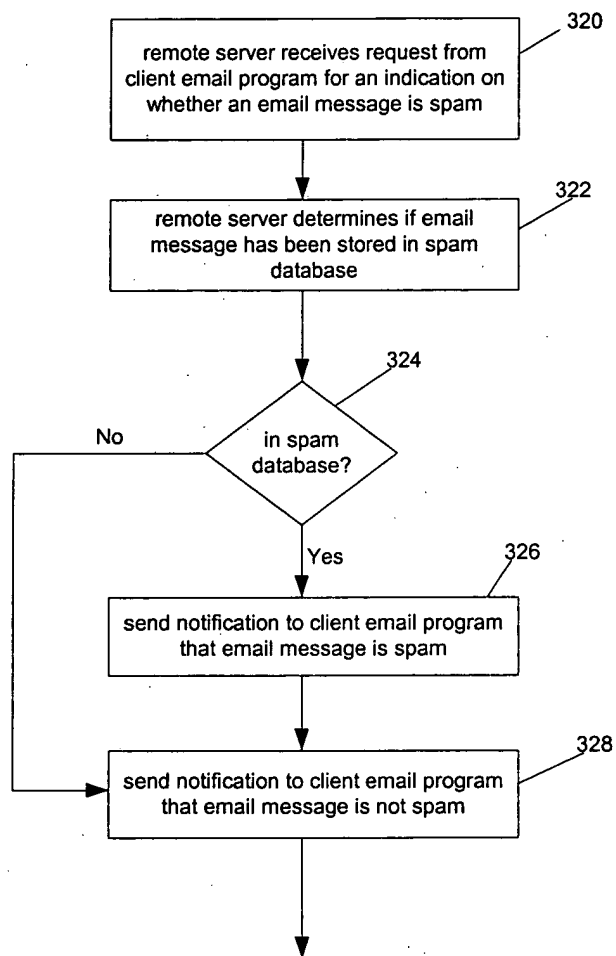 320
remote server receives request from
client email program for an indication on
whether an email message is spam
322
remote server determines if email
message has been stored in spam
database
324
No
in spam
database?
Yes
326
send notification to client email program
that email message is spam
328
send notification to client email program
that email message is not spam